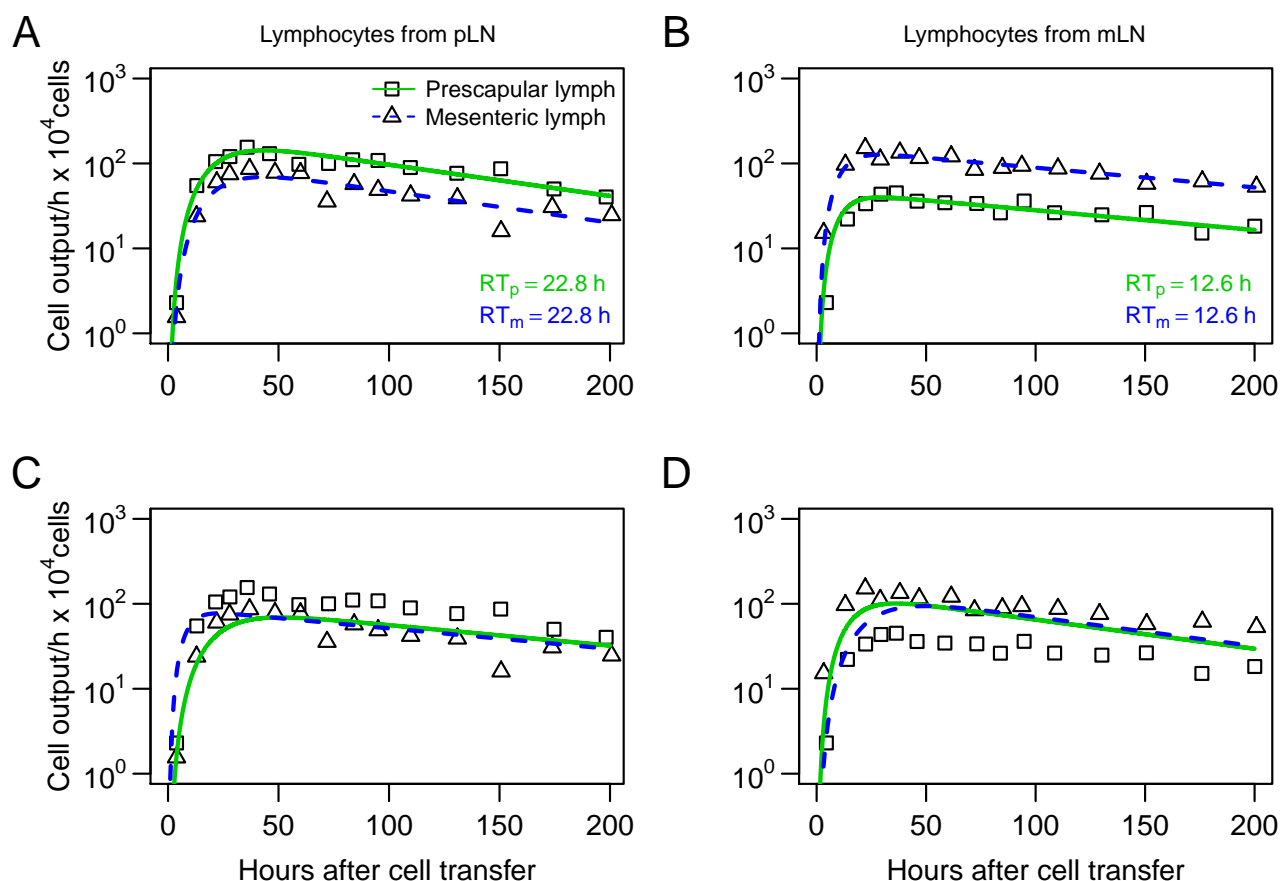 A
Lymphocytes from pLN
Cell output/h x 10⁴cells
10³
10²
10¹
10⁰
Prescapular lymph
Mesenteric lymph
RTₚ = 22.8 h
RTₘ = 22.8 h
0 50 100 150 200
B
Lymphocytes from mLN
10³
10²
10¹
10⁰
RTₚ = 12.6 h
RTₘ = 12.6 h
0 50 100 150 200
C
Cell output/h x 10⁴cells
10³
10²
10¹
10⁰
0 50 100 150 200
Hours after cell transfer
D
10³
10²
10¹
10⁰
0 50 100 150 200
Hours after cell transfer